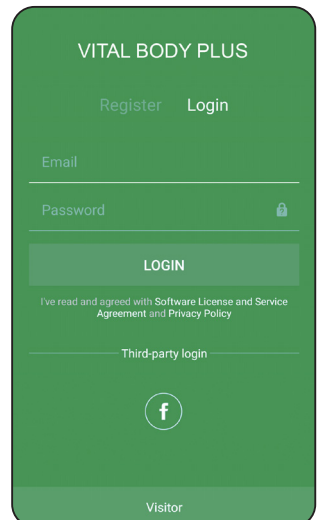 VITAL BODY PLUS
Register Login
Email
Password
LOGIN
I've read and agreed with Software License and Service
Agreement and Privacy Policy
Third-party login
f
Visitor